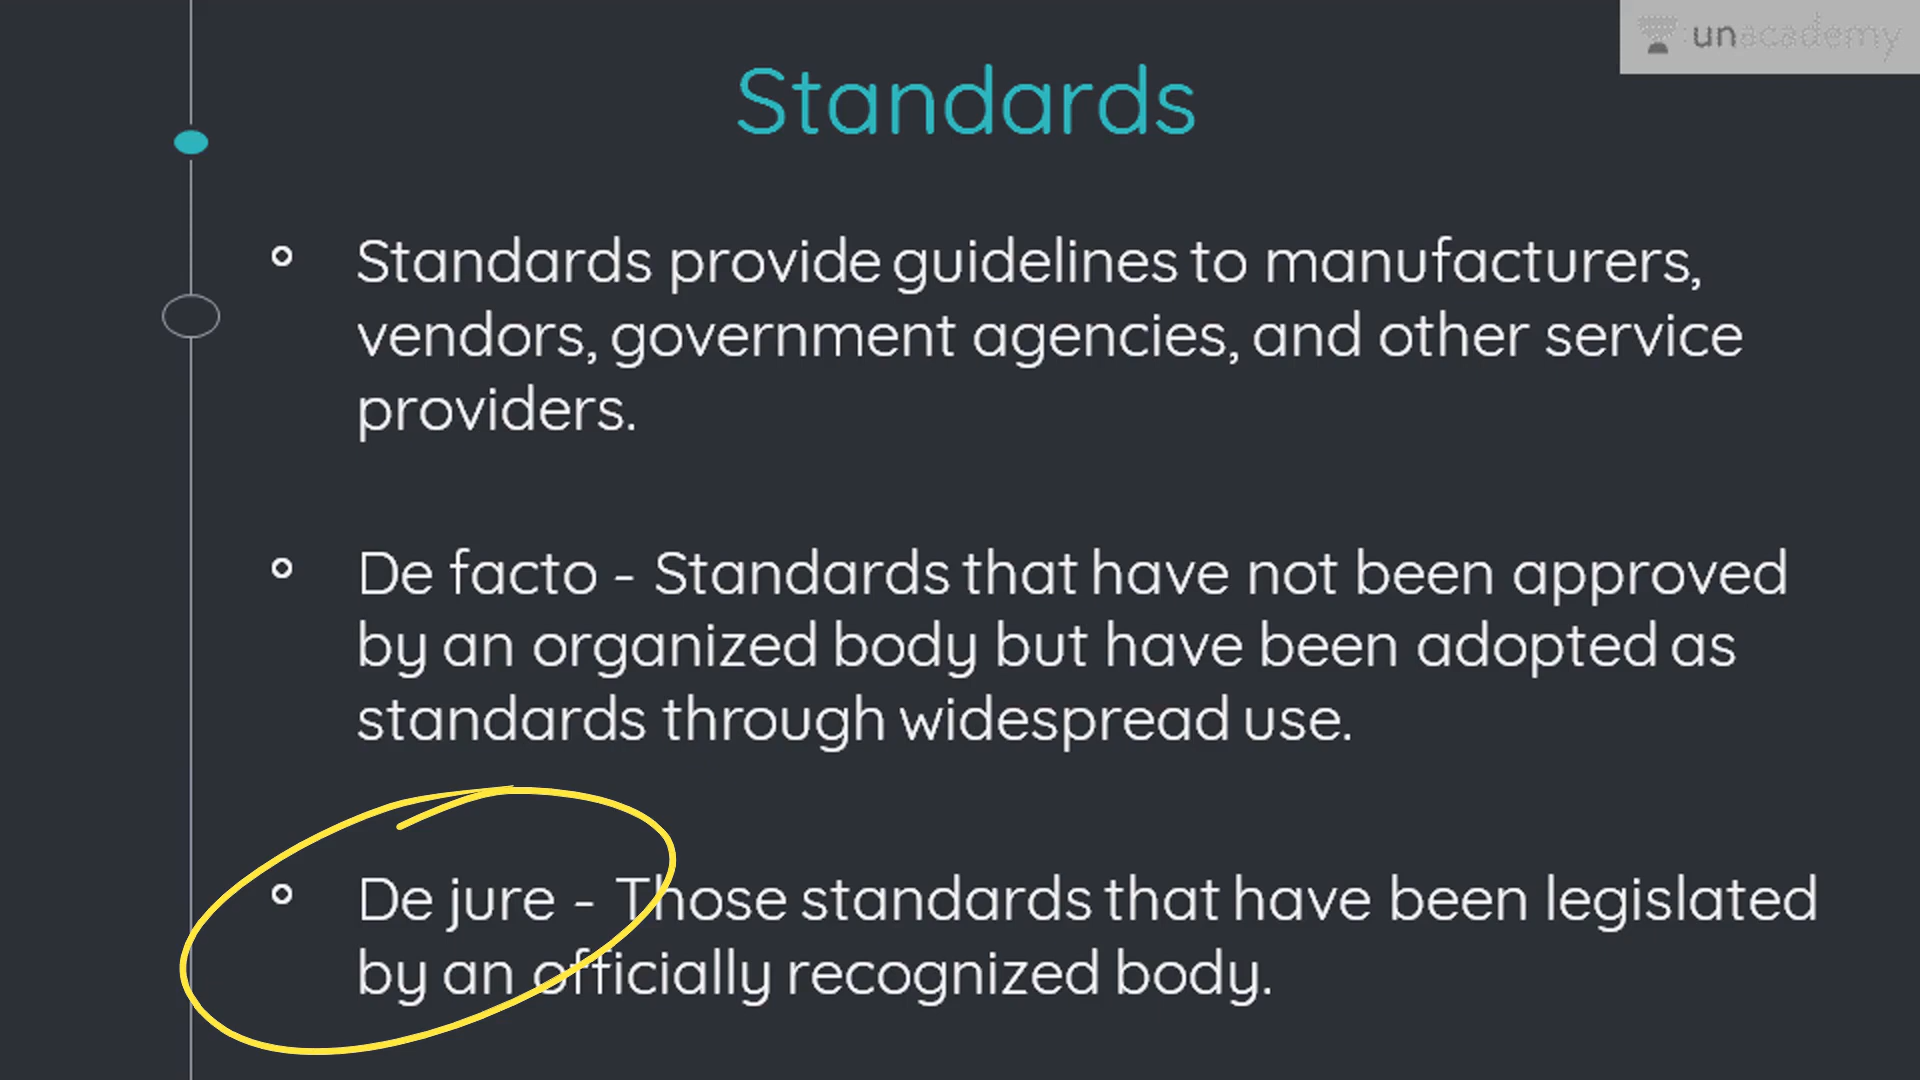 unacademy
Standards
Standards provide guidelines to manufacturers,
vendors, government agencies, and other service
providers.
De facto - Standards that have not been approved
by an organized body but have been adopted as
standards through widespread use.
De jure - Those standards that have been legislated
by an officially recognized body.